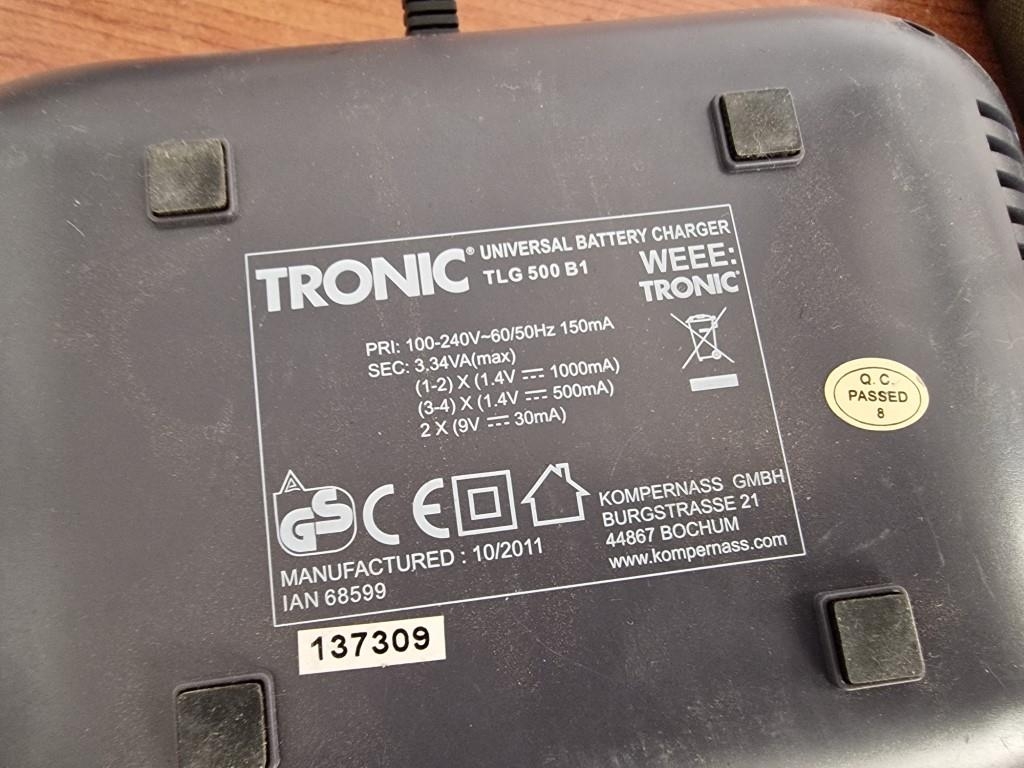 TRONIC® UNIVERSAL BATTERY CHARGER
TLG 500 B1
WEEE:
TRONIC®
PRI: 100-240V~60/50Hz 150mA
SEC: 3.34VA(max)
(1-2) X (1.4V ⎓ 1000mA)
(3-4) X (1.4V ⎓ 500mA)
2 X (9V ⎓ 30mA)
Q. C.
PASSED
8
GS CE
KOMPERNASS GMBH
BURGSTRASSE 21
44867 BOCHUM
www.kompernass.com
MANUFACTURED : 10/2011
IAN 68599
137309